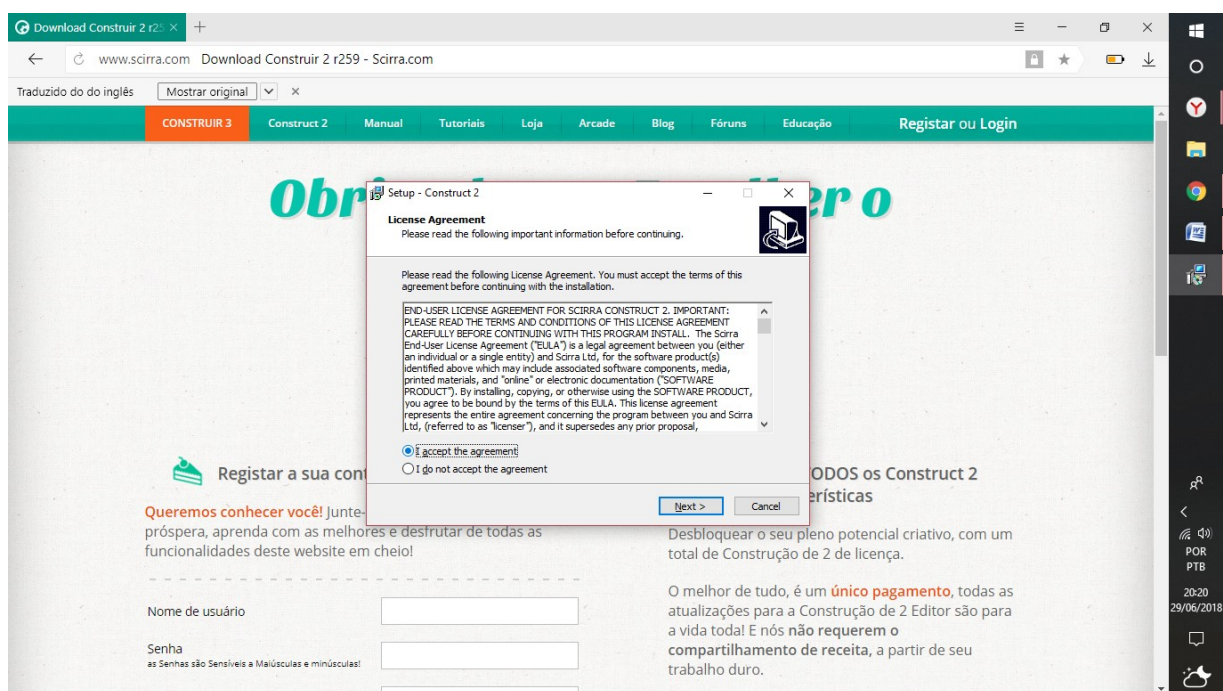 Download Construir 2 r25
www.scirra.com Download Construir 2 r259 - Scirra.com
Traduzido do do inglês Mostrar original
CONSTRUIR 3 Construct 2 Manual Tutoriais Loja Arcade Blog Fóruns Educação Registar ou Login
Obr
er o
Setup - Construct 2
License Agreement
Please read the following important information before continuing.
Please read the following License Agreement. You must accept the terms of this
agreement before continuing with the installation.
END-USER LICENSE AGREEMENT FOR SCIRRA CONSTRUCT 2. IMPORTANT:
PLEASE READ THE TERMS AND CONDITIONS OF THIS LICENSE AGREEMENT
CAREFULLY BEFORE CONTINUING WITH THIS PROGRAM INSTALL. The Scirra
End-User License Agreement ("EULA") is a legal agreement between you (either
an individual or a single entity) and Scirra Ltd, for the software product(s)
identified above which may include associated software components, media,
printed materials, and "online" or electronic documentation ("SOFTWARE
PRODUCT"). By installing, copying, or otherwise using the SOFTWARE PRODUCT,
you agree to be bound by the terms of this EULA. This license agreement
represents the entire agreement concerning the program between you and Scirra
Ltd, (referred to as "licenser"), and it supersedes any prior proposal,
I accept the agreement
I do not accept the agreement
Next > Cancel
Registar a sua cont
Queremos conhecer você! Junte-
próspera, aprenda com as melhores e desfrutar de todas as
funcionalidades deste website em cheio!
Nome de usuário
Senha
as Senhas são Sensíveis a Maiúsculas e minúsculas!
ODOS os Construct 2
erísticas
Desbloquear o seu pleno potencial criativo, com um
total de Construção de 2 de licença.
O melhor de tudo, é um único pagamento, todas as
atualizações para a Construção de 2 Editor são para
a vida toda! E nós não requerem o
compartilhamento de receita, a partir de seu
trabalho duro.
POR
PTB
20:20
29/06/2018